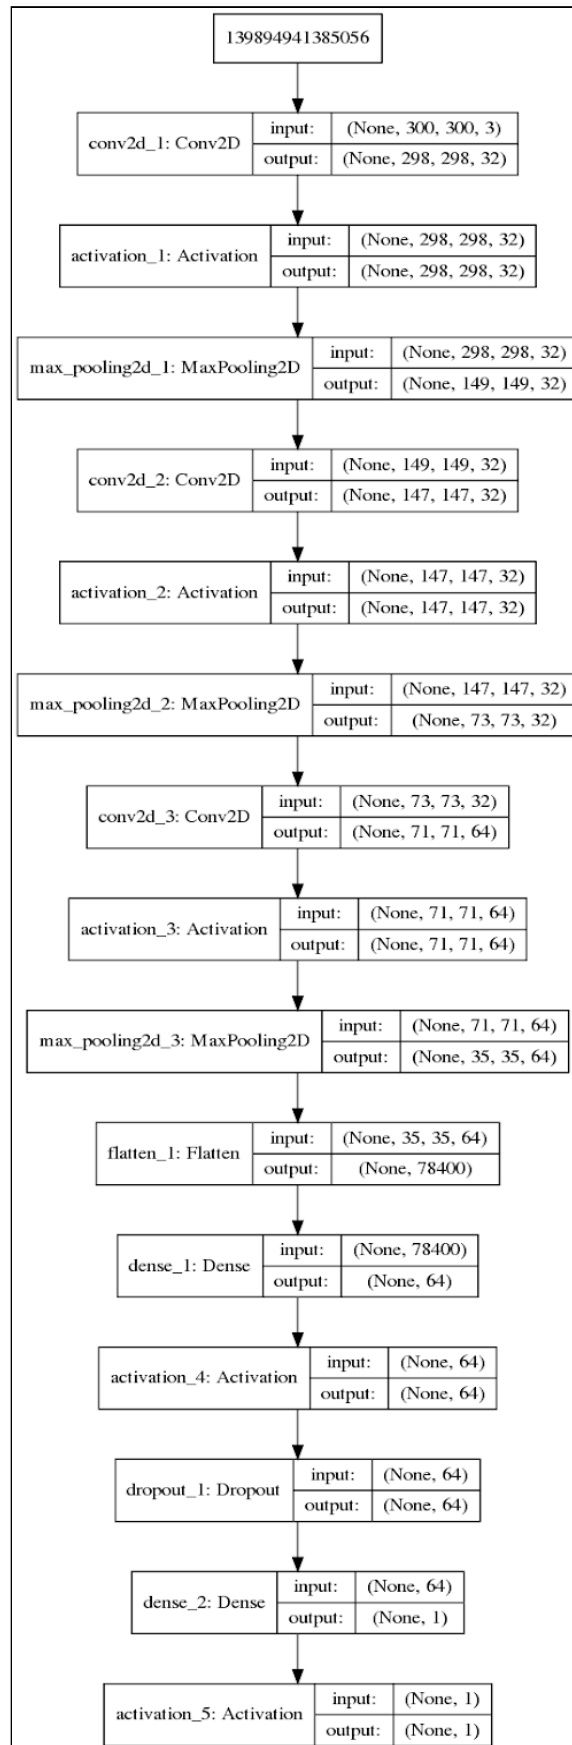 139894941385056
conv2d_1: Conv2D input: (None, 300, 300, 3)
output: (None, 298, 298, 32)
activation_1: Activation input: (None, 298, 298, 32)
output: (None, 298, 298, 32)
max_pooling2d_1: MaxPooling2D input: (None, 298, 298, 32)
output: (None, 149, 149, 32)
conv2d_2: Conv2D input: (None, 149, 149, 32)
output: (None, 147, 147, 32)
activation_2: Activation input: (None, 147, 147, 32)
output: (None, 147, 147, 32)
max_pooling2d_2: MaxPooling2D input: (None, 147, 147, 32)
output: (None, 73, 73, 32)
conv2d_3: Conv2D input: (None, 73, 73, 32)
output: (None, 71, 71, 64)
activation_3: Activation input: (None, 71, 71, 64)
output: (None, 71, 71, 64)
max_pooling2d_3: MaxPooling2D input: (None, 71, 71, 64)
output: (None, 35, 35, 64)
flatten_1: Flatten input: (None, 35, 35, 64)
output: (None, 78400)
dense_1: Dense input: (None, 78400)
output: (None, 64)
activation_4: Activation input: (None, 64)
output: (None, 64)
dropout_1: Dropout input: (None, 64)
output: (None, 64)
dense_2: Dense input: (None, 64)
output: (None, 1)
activation_5: Activation input: (None, 1)
output: (None, 1)